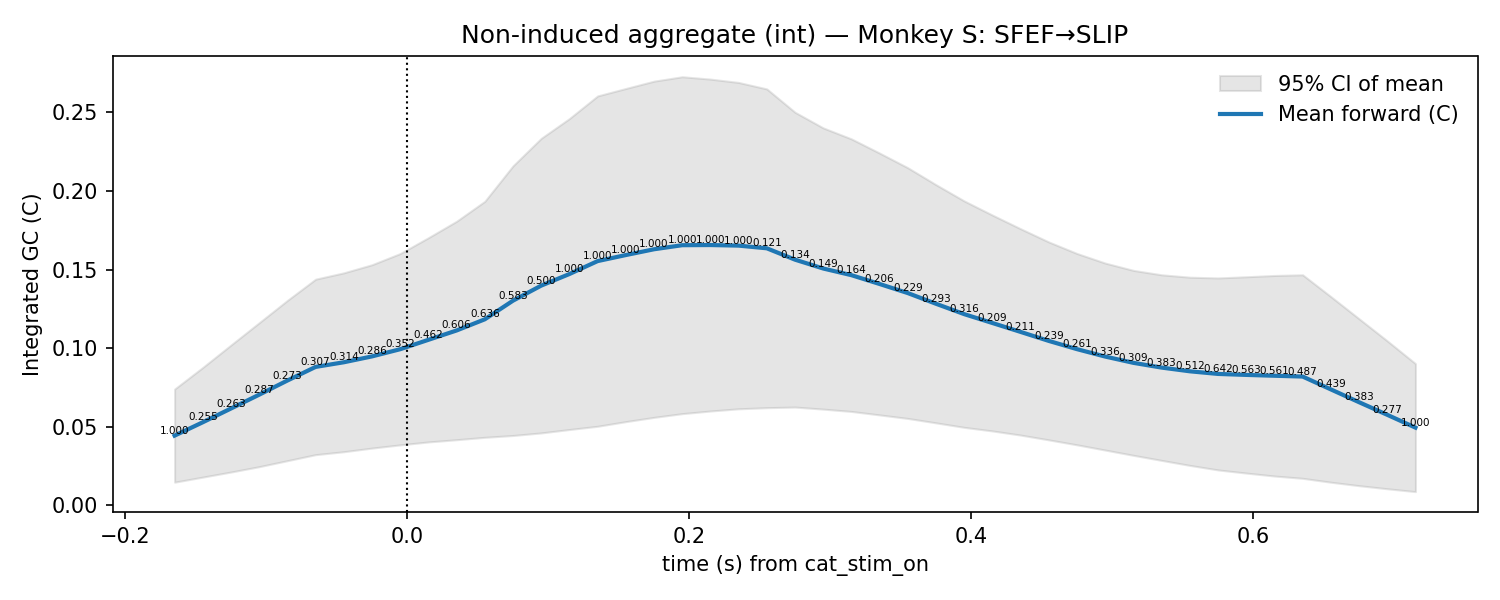 Non-induced aggregate (int) — Monkey S: SFEF→SLIP
95% CI of mean
Mean forward (C)
Integrated GC (C)
0.25
0.20
0.15
0.10
0.05
0.00
1.000 0.255 0.263 0.287 0.273 0.307 0.314 0.286 0.352 0.462 0.606 0.636 0.583 0.500 1.000 1.000 1.000 1.000 1.000 1.000 1.000 0.121 0.134 0.149 0.164 0.206 0.229 0.293 0.316 0.209 0.211 0.239 0.261 0.336 0.309 0.383 0.512 0.642 0.563 0.561 0.487 0.439 0.383 0.277 1.000
−0.2 0.0 0.2 0.4 0.6
time (s) from cat_stim_on